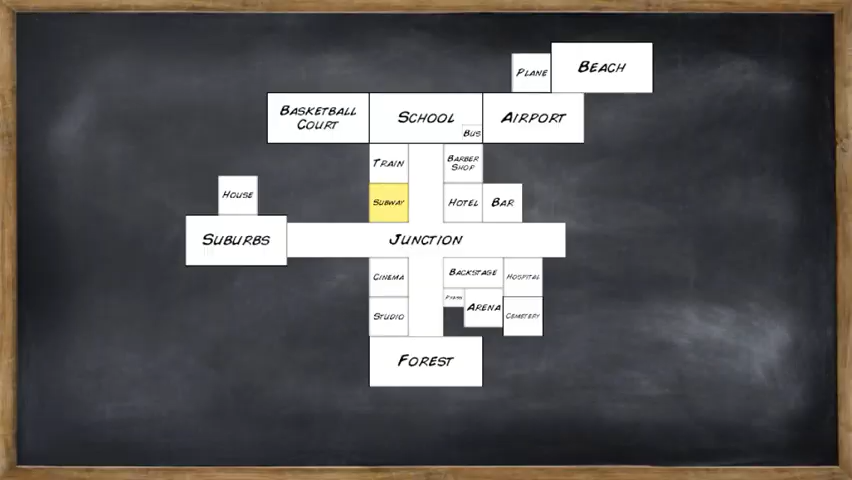 BEACH
PLANE
BASKETBALL
COURT
SCHOOL
AIRPORT
BUS
TRAIN
BARBER
SHOP
HOUSE
SUBWAY
HOTEL
BAR
SUBURBS
JUNCTION
CINEMA
BACKSTAGE
HOSPITAL
ARENA
STUDIO
CEMETERY
FOREST